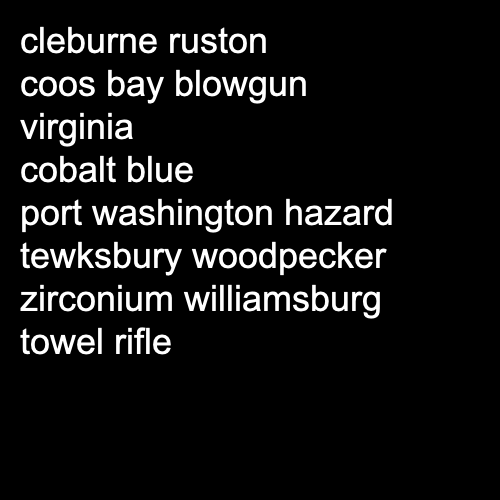 cleburne ruston
coos bay blowgun
virginia
cobalt blue
port washington hazard
tewksbury woodpecker
zirconium williamsburg
towel rifle